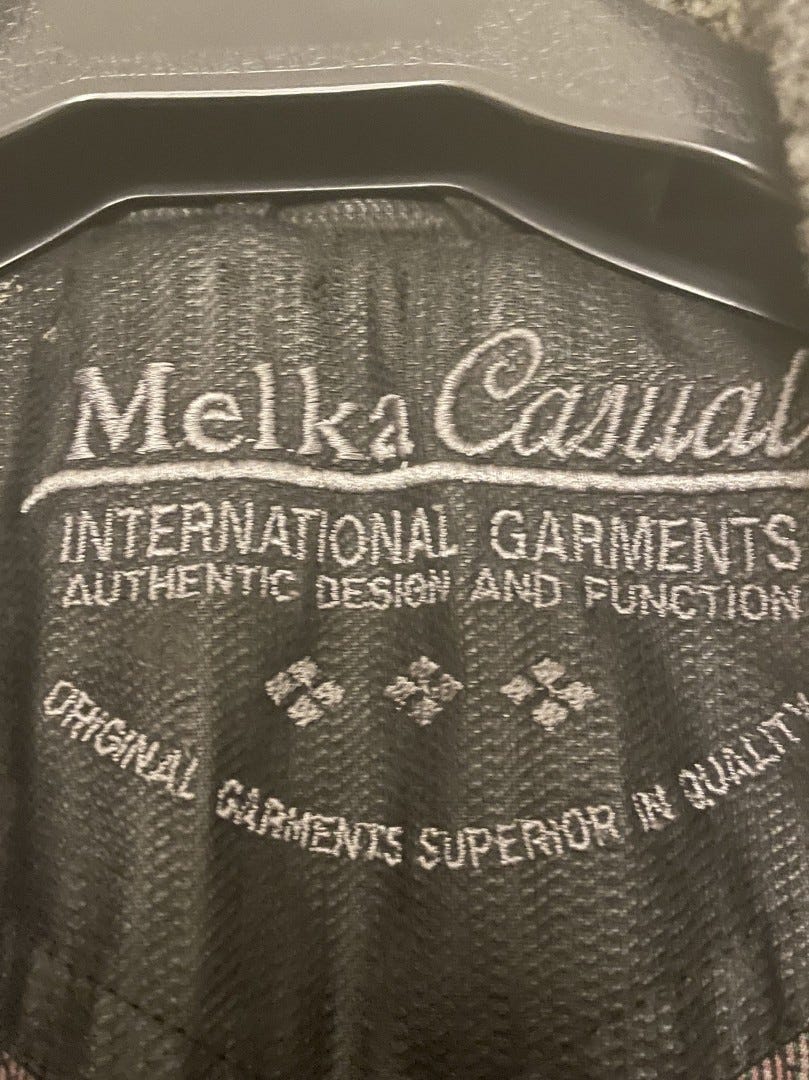 Melka Casual
INTERNATIONAL GARMENTS
AUTHENTIC DESIGN AND FUNCTION
ORIGINAL GARMENTS SUPERIOR IN QUALITY